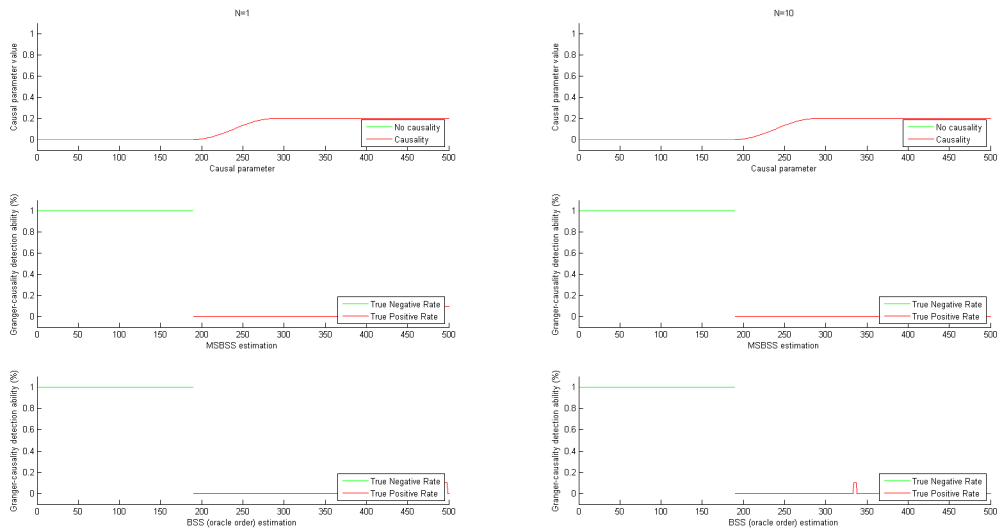 N=1
Causal parameter value
1
0.8
0.6
0.4
0.2
0
0 50 100 150 200 250 300 350 400 450 500
No causality
Causality
Causal parameter
Granger-causality detection ability (%)
1
0.8
0.6
0.4
0.2
0
0 50 100 150 200 250 300 350 400 450 500
True Negative Rate
True Positive Rate
MSBSS estimation
Granger-causality detection ability (%)
1
0.8
0.6
0.4
0.2
0
0 50 100 150 200 250 300 350 400 450 500
True Negative Rate
True Positive Rate
BSS (oracle order) estimation
N=10
Causal parameter value
1
0.8
0.6
0.4
0.2
0
0 50 100 150 200 250 300 350 400 450 500
No causality
Causality
Causal parameter
Granger-causality detection ability (%)
1
0.8
0.6
0.4
0.2
0
0 50 100 150 200 250 300 350 400 450 500
True Negative Rate
True Positive Rate
MSBSS estimation
Granger-causality detection ability (%)
1
0.8
0.6
0.4
0.2
0
0 50 100 150 200 250 300 350 400 450 500
True Negative Rate
True Positive Rate
BSS (oracle order) estimation